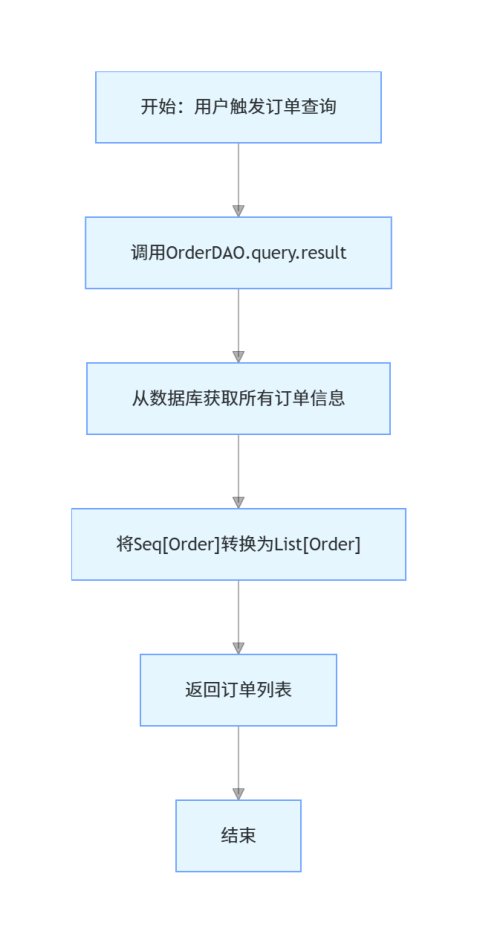 开始：用户触发订单查询
调用OrderDAO.query.result
从数据库获取所有订单信息
将Seq[Order]转换为List[Order]
返回订单列表
结束